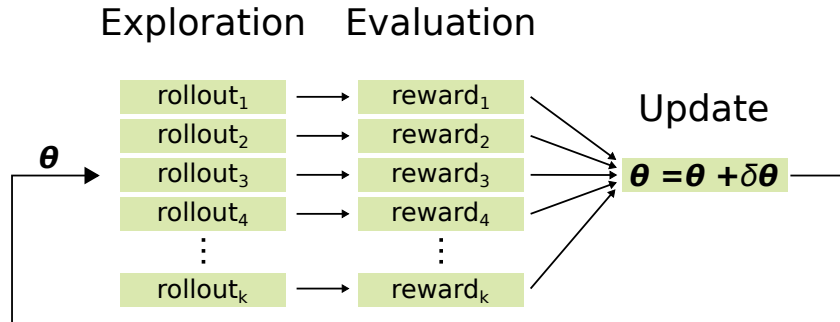 Exploration Evaluation
rollout₁ reward₁
Update
rollout₂ reward₂
θ rollout₃ reward₃ θ =θ +δθ
rollout₄ reward₄
⋮ ⋮
rolloutₖ rewardₖ